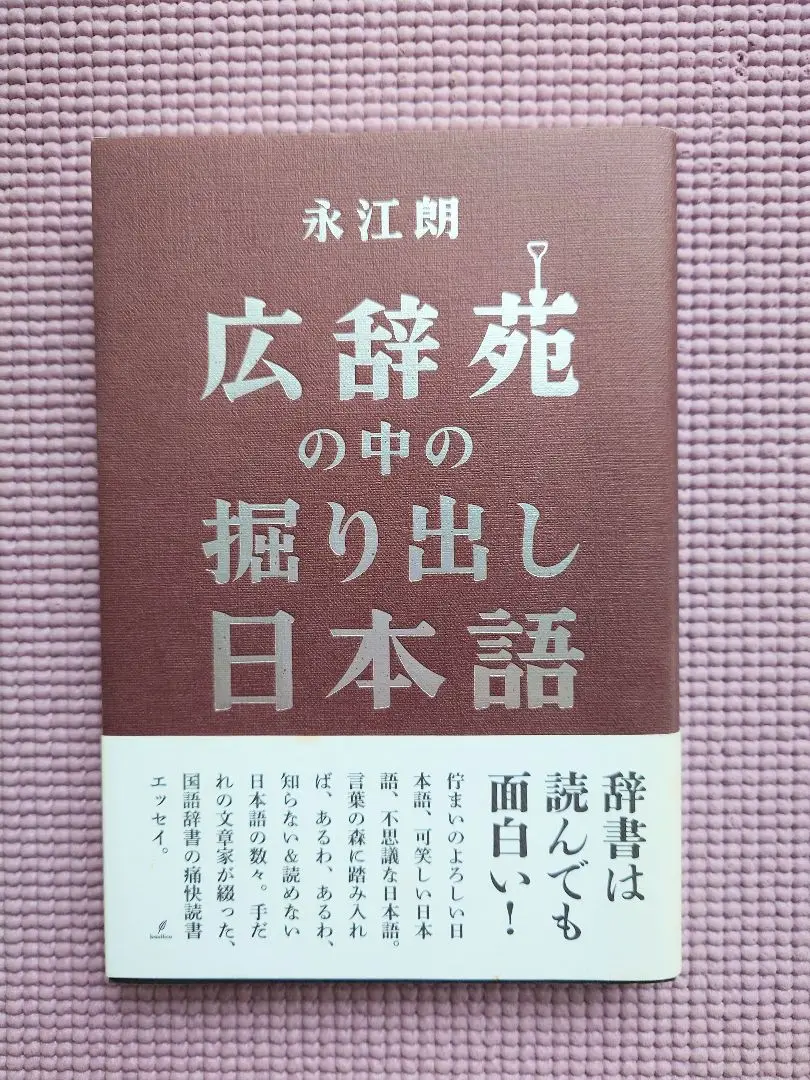 永江朗
広辞苑
の中の
掘り出し
日本語
辞書は
読んでも
面白い！
佇まいのよろしい日
本語、可笑しい日本
語、不思議な日本語。
言葉の森に踏み入れ
ば、あるわ、あるわ、
知らない＆読めない
日本語の数々。手だ
れの文章家が綴った、
国語辞書の痛快読書
エッセイ。